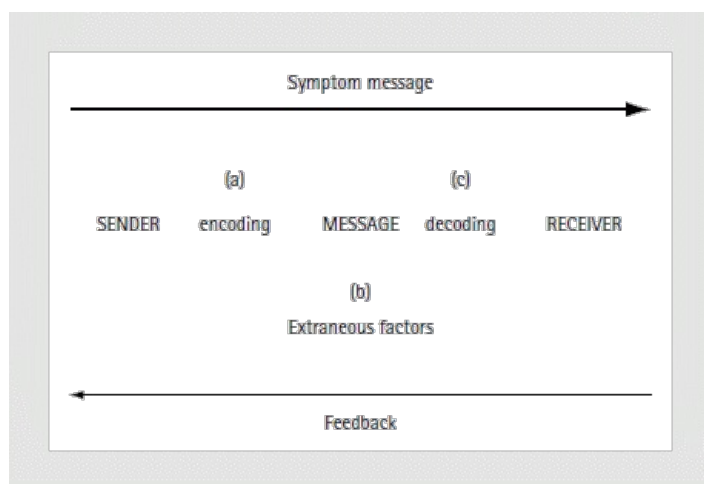 Symptom message
(a) (c)
SENDER encoding MESSAGE decoding RECEIVER
(b)
Extraneous factors
Feedback